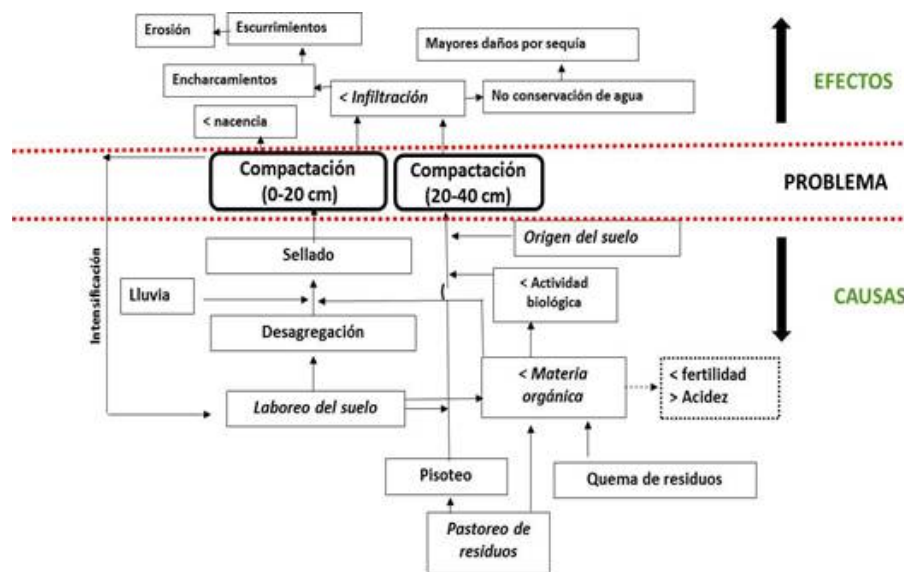 Erosión
Escurrimientos
Mayores daños por sequía
Encharcamientos
< Infiltración
No conservación de agua
EFECTOS
< nacencia
Compactación
(0-20 cm)
Compactación
(20-40 cm)
PROBLEMA
Origen del suelo
Sellado
Intensificación
Lluvia
< Actividad
biológica
CAUSAS
Desagregación
< Materia
orgánica
< fertilidad
> Acidez
Laboreo del suelo
Pisoteo
Quema de residuos
Pastoreo de
residuos